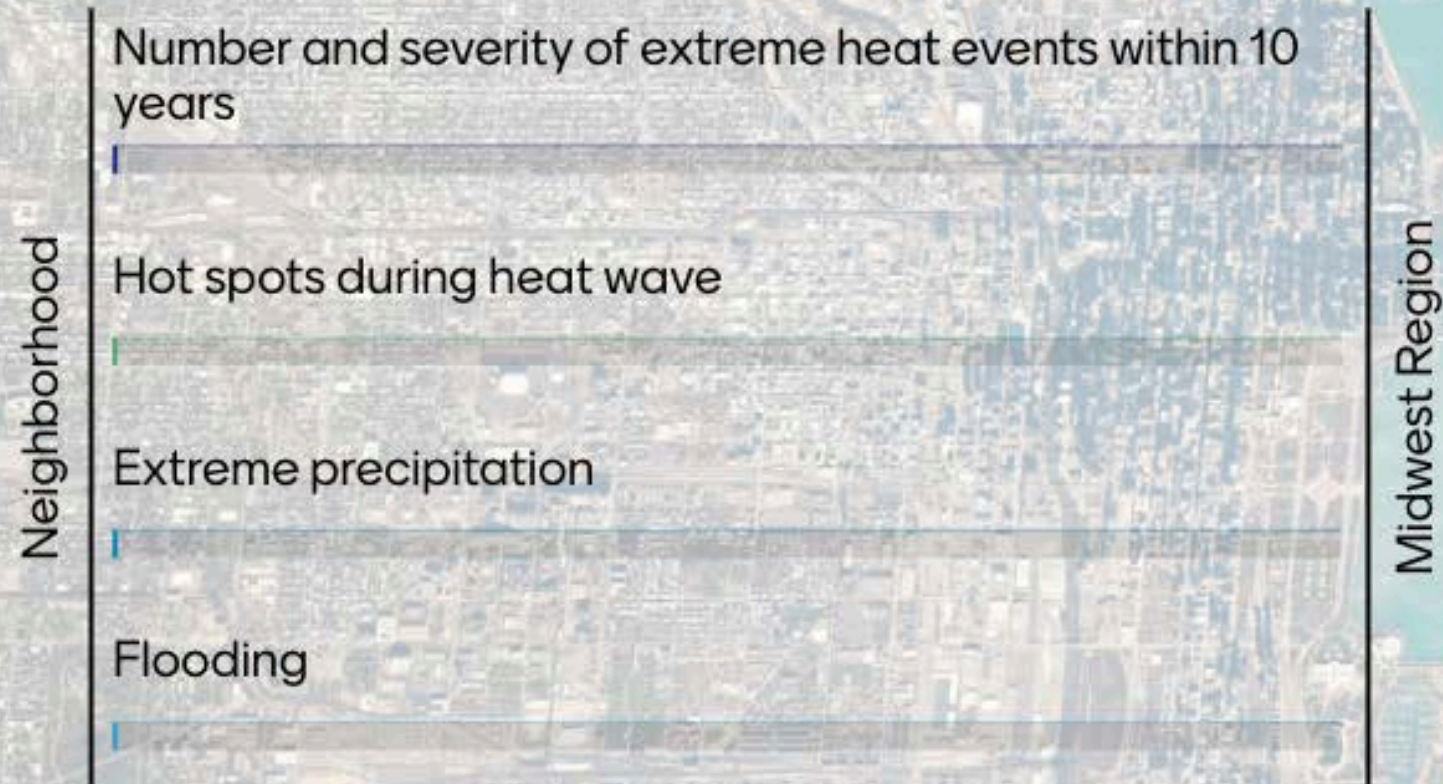 Number and severity of extreme heat events within 10
years
Neighborhood
Hot spots during heat wave
Midwest Region
Extreme precipitation
Flooding